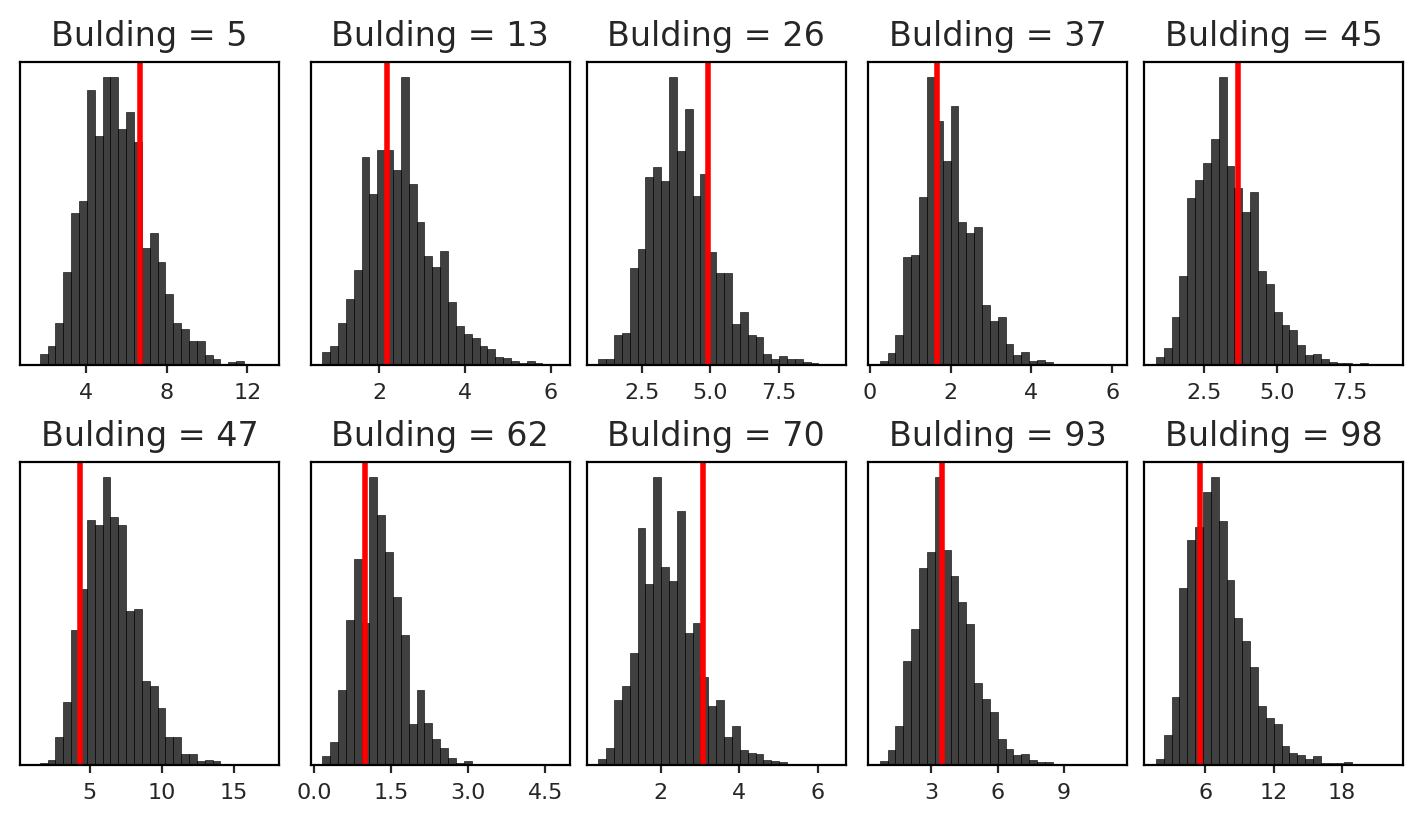 Bulding = 5 Bulding = 13 Bulding = 26 Bulding = 37 Bulding = 45
4 8 12 2 4 6 2.5 5.0 7.5 0 2 4 6 2.5 5.0 7.5
Bulding = 47 Bulding = 62 Bulding = 70 Bulding = 93 Bulding = 98
5 10 15 0.0 1.5 3.0 4.5 2 4 6 3 6 9 6 12 18